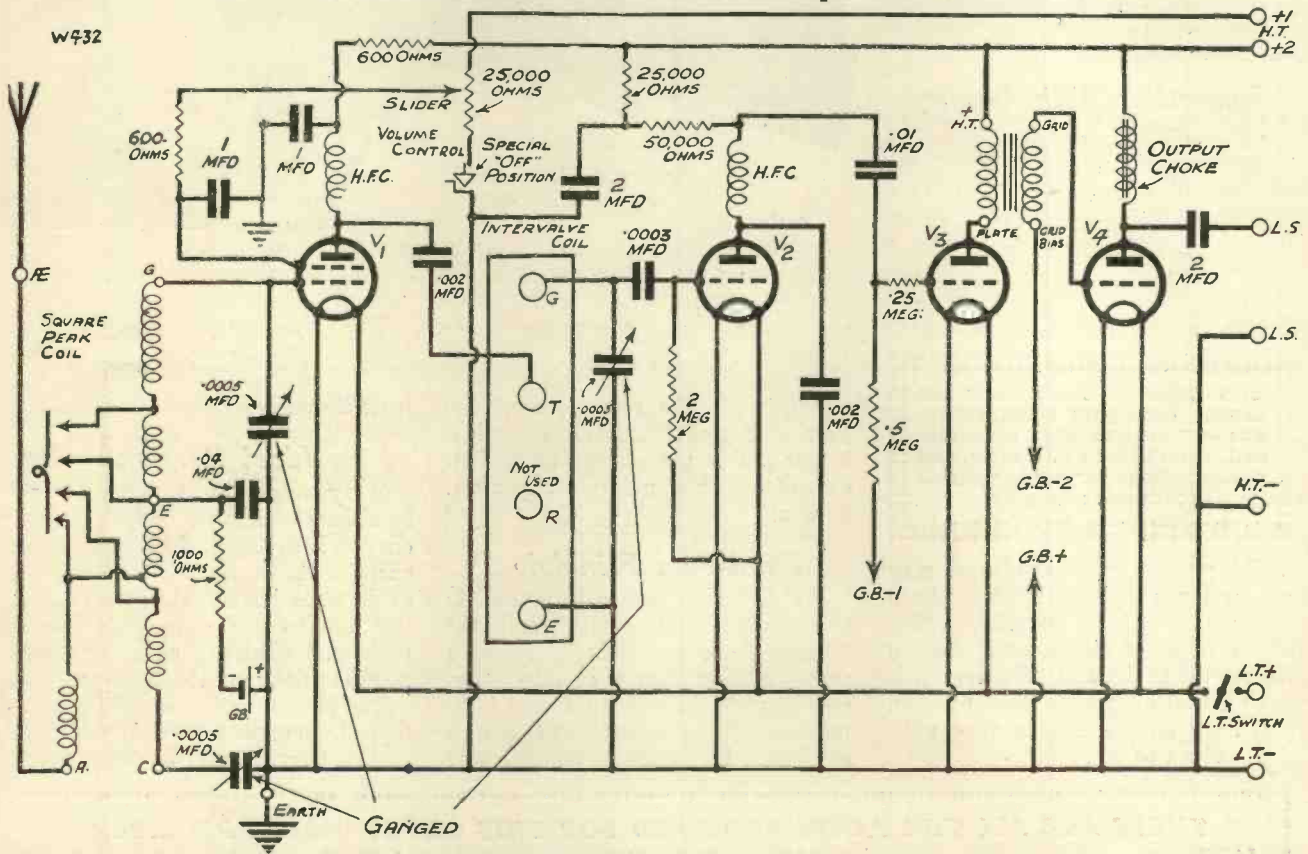 W432
+1
H.T.
+2
600 OHMS
25,000
OHMS
25,000
OHMS
SLIDER
VOLUME
CONTROL
600-
OHMS
1
MFD
1
MFD
H.F.C.
SPECIAL
"OFF"
POSITION
50,000
OHMS
2
MFD
.01
MFD
H.F.C
+
H.T.
GRID
OUTPUT
CHOKE
INTERVALVE
COIL
V1
V2
V3
PLATE
GRID
BIAS
V4
L.S.
2
MFD
Æ
G
.002
MFD
.0003
MFD
G
.25
MEG:
SQUARE
PEAK
COIL
L.S.
.0005
MFD
T
.0005
MFD
2
MEG
.002
MFD
.5
MEG
.04
MFD
NOT
USED
R
E
G.B.-2
H.T.-
1000
OHMS
E
G.B.-1
G.B.+
- +
GB
L.T.+
L.T. SWITCH
.0005
MFD
A.
C
L.T.-
EARTH
GANGED